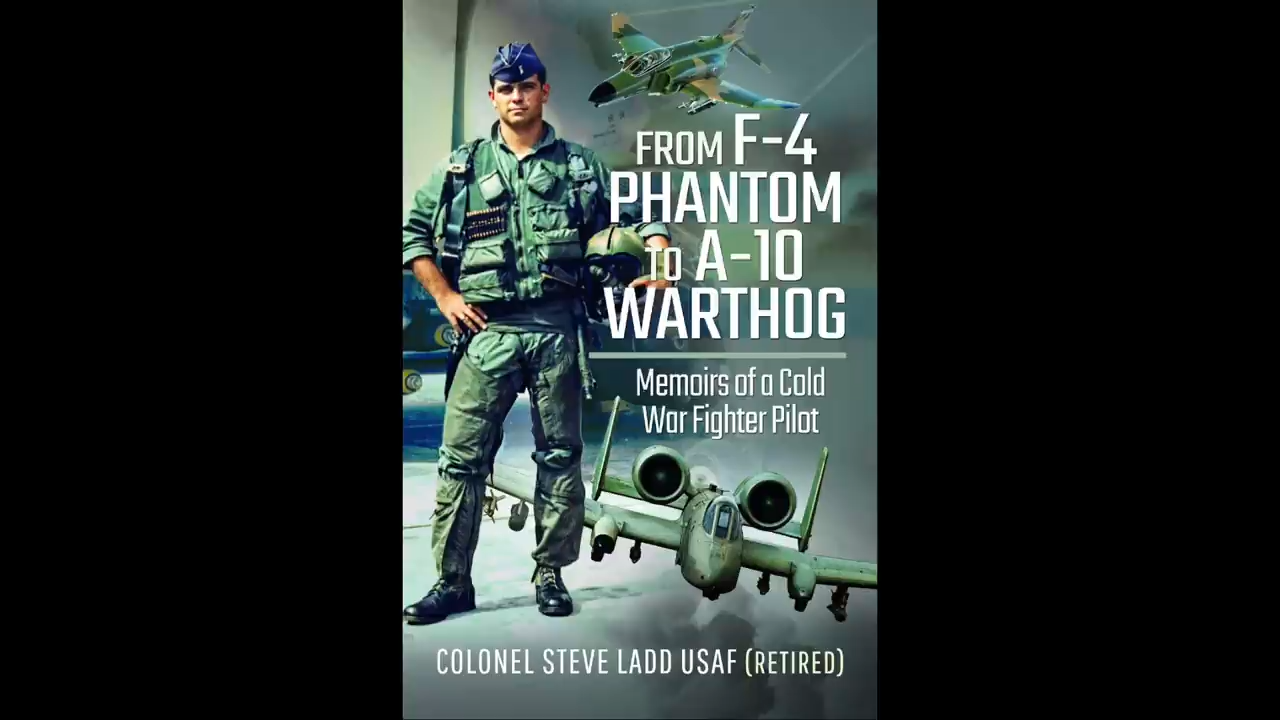 FROM F-4
PHANTOM
TO A-10
WARTHOG
Memoirs of a Cold
War Fighter Pilot
COLONEL STEVE LADD USAF (RETIRED)